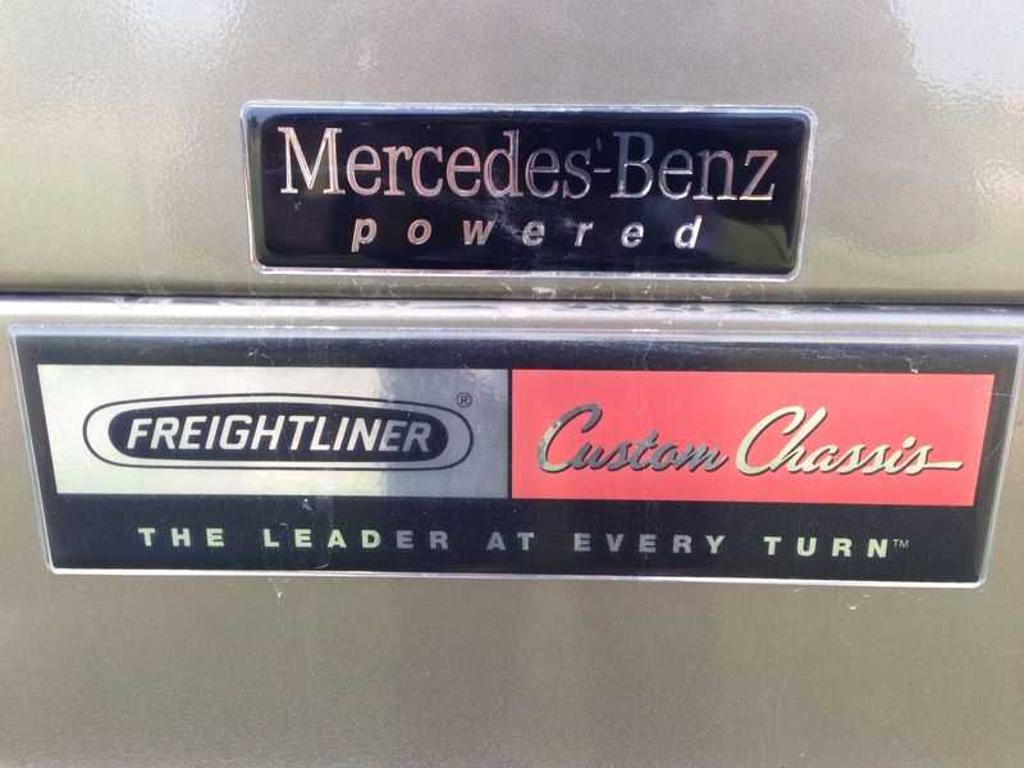 Mercedes-Benz
powered
FREIGHTLINER® Custom Chassis
THE LEADER AT EVERY TURN™